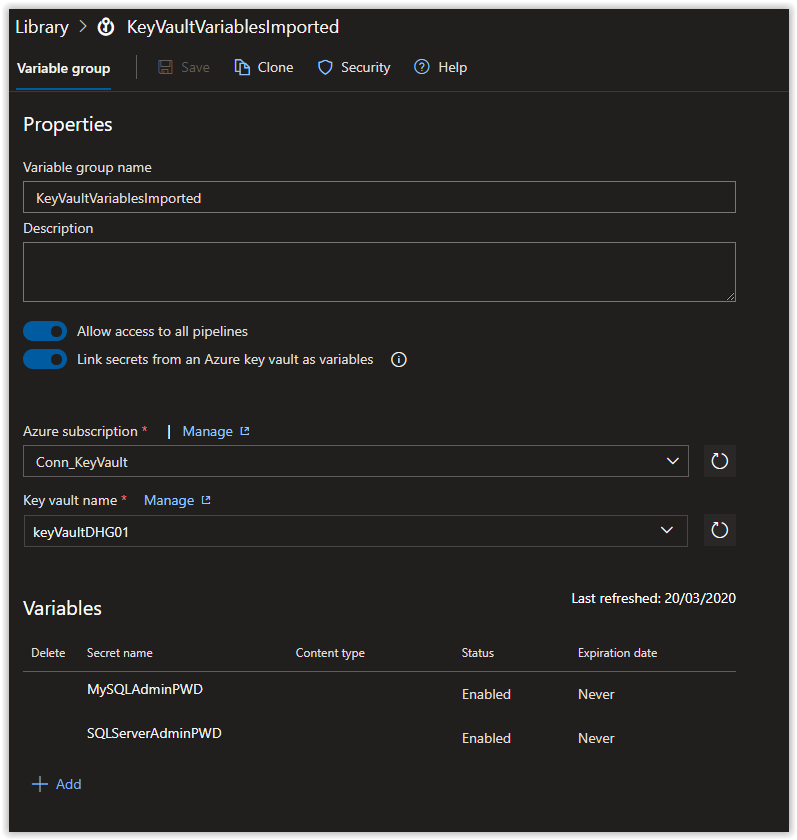 Library > KeyVaultVariablesImported
Variable group Save Clone Security Help
Properties
Variable group name
KeyVaultVariablesImported
Description
Allow access to all pipelines
Link secrets from an Azure key vault as variables
Azure subscription * | Manage
Conn_KeyVault
Key vault name * Manage
keyVaultDHG01
Variables Last refreshed: 20/03/2020
Delete Secret name Content type Status Expiration date
MySQLAdminPWD Enabled Never
SQLServerAdminPWD Enabled Never
+ Add